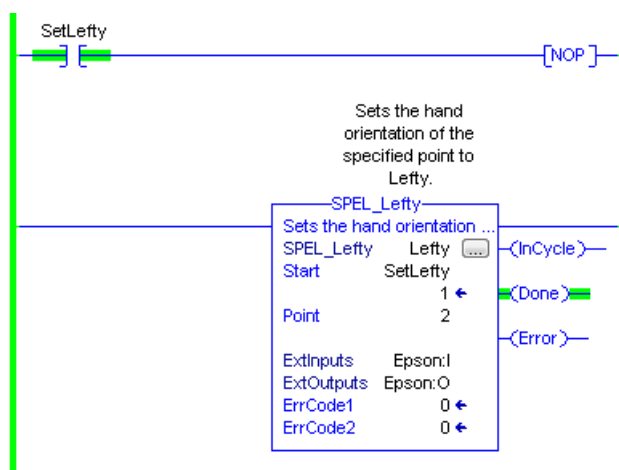 SetLefty
NOP
Sets the hand
orientation of the
specified point to
Lefty.
SPEL_Lefty
Sets the hand orientation ...
SPEL_Lefty Lefty ... (InCycle)
Start SetLefty
1 (Done)
Point 2
(Error)
ExtInputs Epson:I
ExtOutputs Epson:O
ErrCode1 0
ErrCode2 0